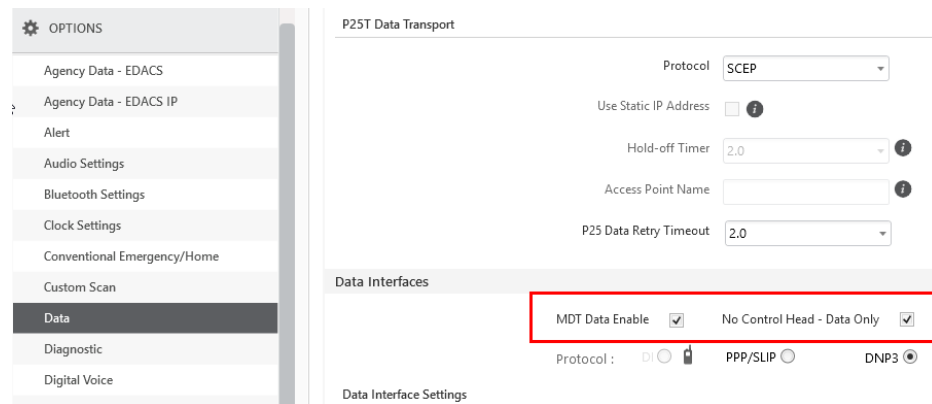 OPTIONS
Agency Data - EDACS
Agency Data - EDACS IP
Alert
Audio Settings
Bluetooth Settings
Clock Settings
Conventional Emergency/Home
Custom Scan
Data
Diagnostic
Digital Voice
P25T Data Transport
Protocol SCEP
Use Static IP Address
Hold-off Timer 2.0
Access Point Name
P25 Data Retry Timeout 2.0
Data Interfaces
MDT Data Enable No Control Head - Data Only
Protocol : DI PPP/SLIP DNP3
Data Interface Settings